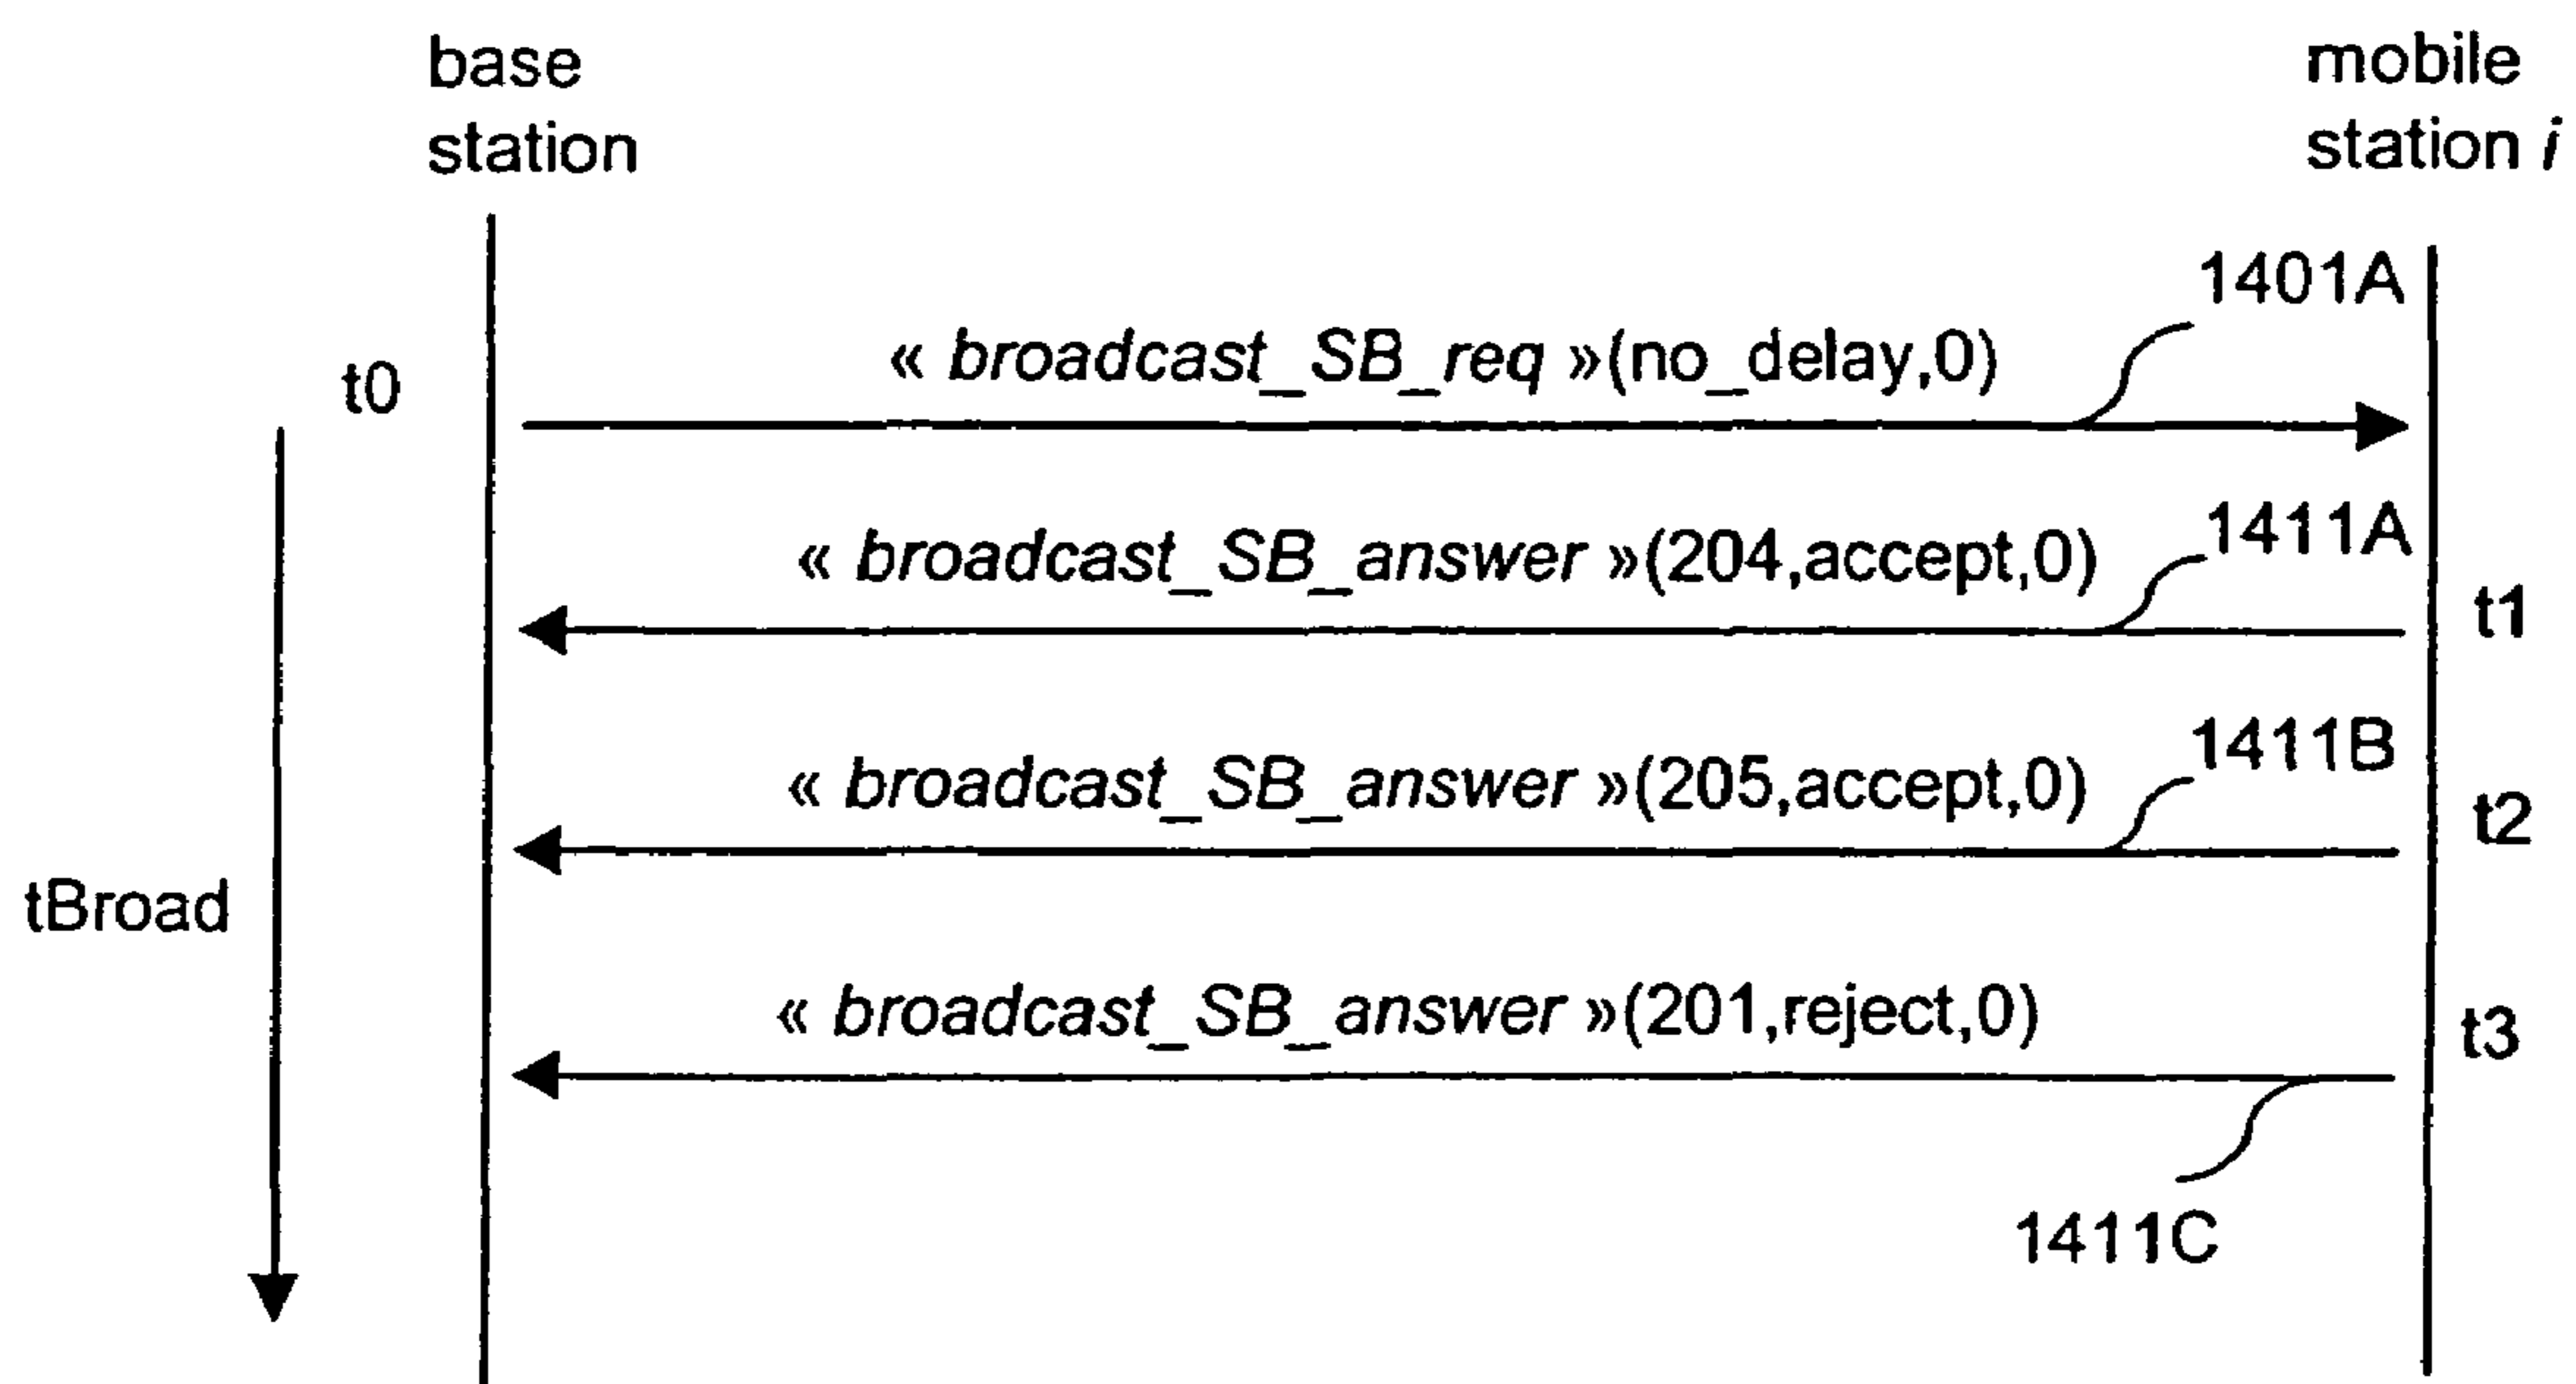 base
station
mobile
station i
1401A
« broadcast_SB_req »(no_delay,0)
t0
1411A
« broadcast_SB_answer »(204,accept,0)
t1
1411B
« broadcast_SB_answer »(205,accept,0)
t2
tBroad
« broadcast_SB_answer »(201,reject,0)
t3
1411C